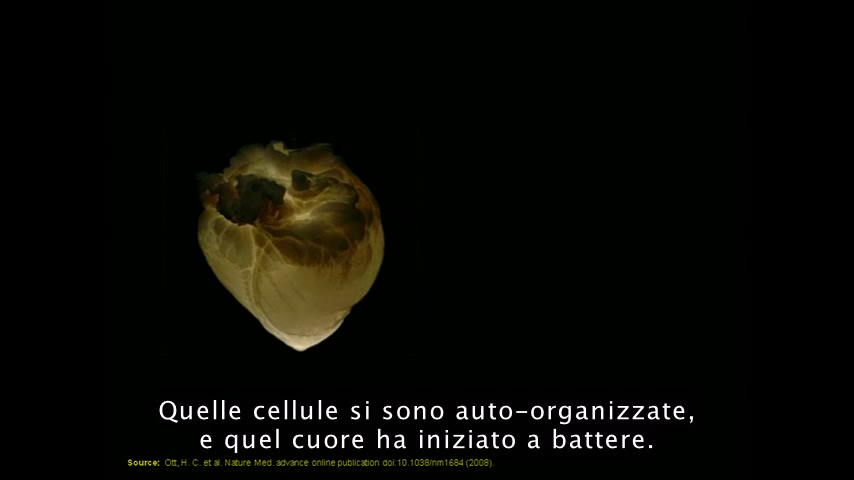 Quelle cellule si sono auto-organizzate,
e quel cuore ha iniziato a battere.
Source: Ott, H. C. et al. Nature Med. advance online publication doi:10.1038/nm1684 (2008).